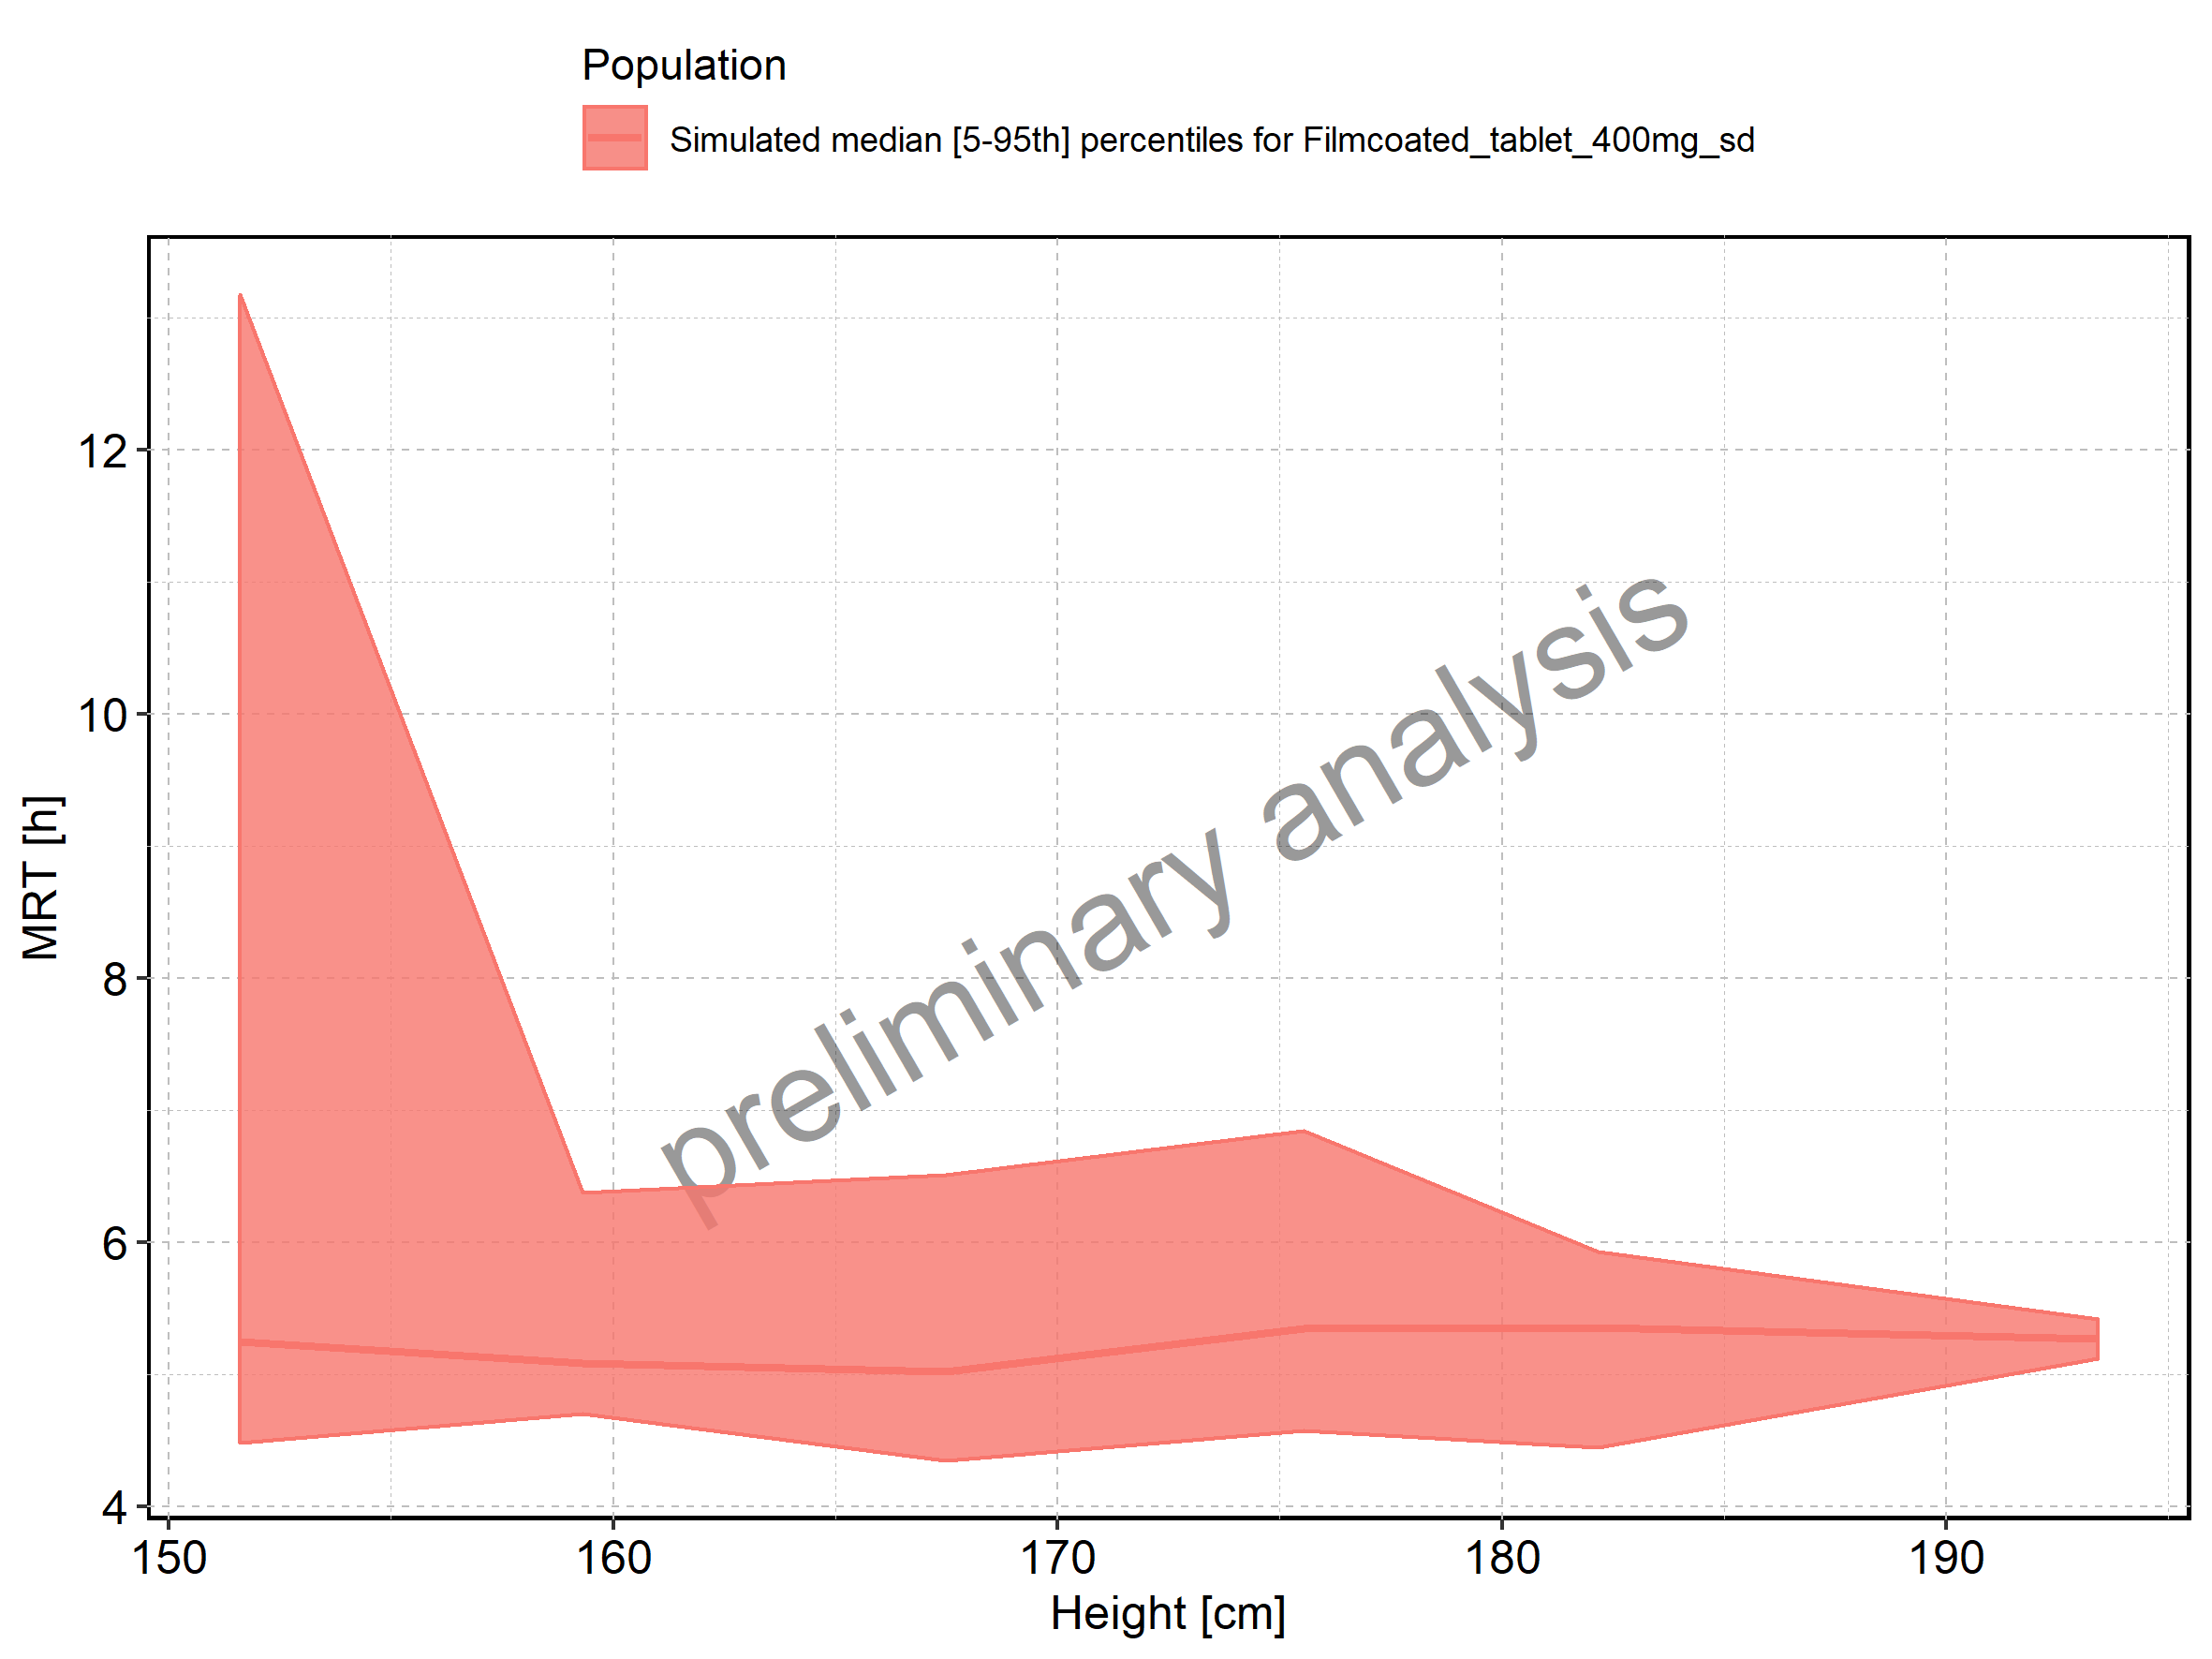 Population
Simulated median [5-95th] percentiles for Filmcoated_tablet_400mg_sd
12
10
8
6
4
MRT [h]
preliminary analysis
150 160 170 180 190
Height [cm]